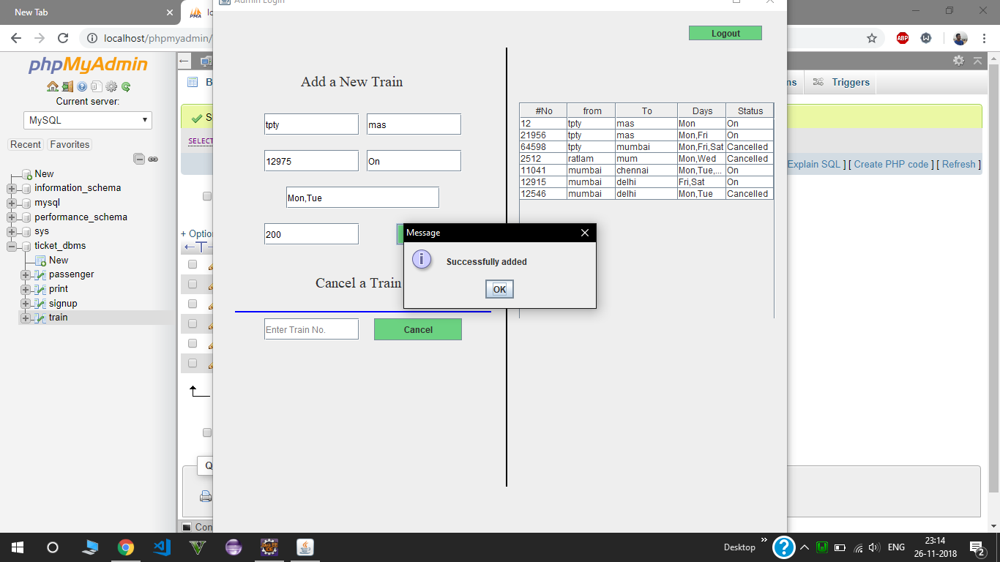 New Tab
Admin Login
localhost/phpmyadmin/
ABP
Logout
phpMyAdmin
Current server:
MySQL
Recent
Favorites
New
information_schema
mysql
performance_schema
sys
ticket_dbms
New
passenger
print
signup
train
SELECT
Triggers
Explain SQL ] [ Create PHP code ] [ Refresh ]
Add a New Train
tpty
mas
12975
On
Mon,Tue
200
Cancel a Train
Enter Train No.
Cancel
#No from To Days Status
12 tpty mas Mon On
21956 tpty mas Mon,Fri On
64598 tpty mumbai Mon,Fri,Sat Cancelled
2512 ratlam mum Mon,Wed Cancelled
11041 mumbai chennai Mon,Tue,... On
12915 mumbai delhi Fri,Sat On
12546 mumbai delhi Mon,Tue Cancelled
Message
Successfully added
OK
Desktop
ENG
23:14
26-11-2018
2